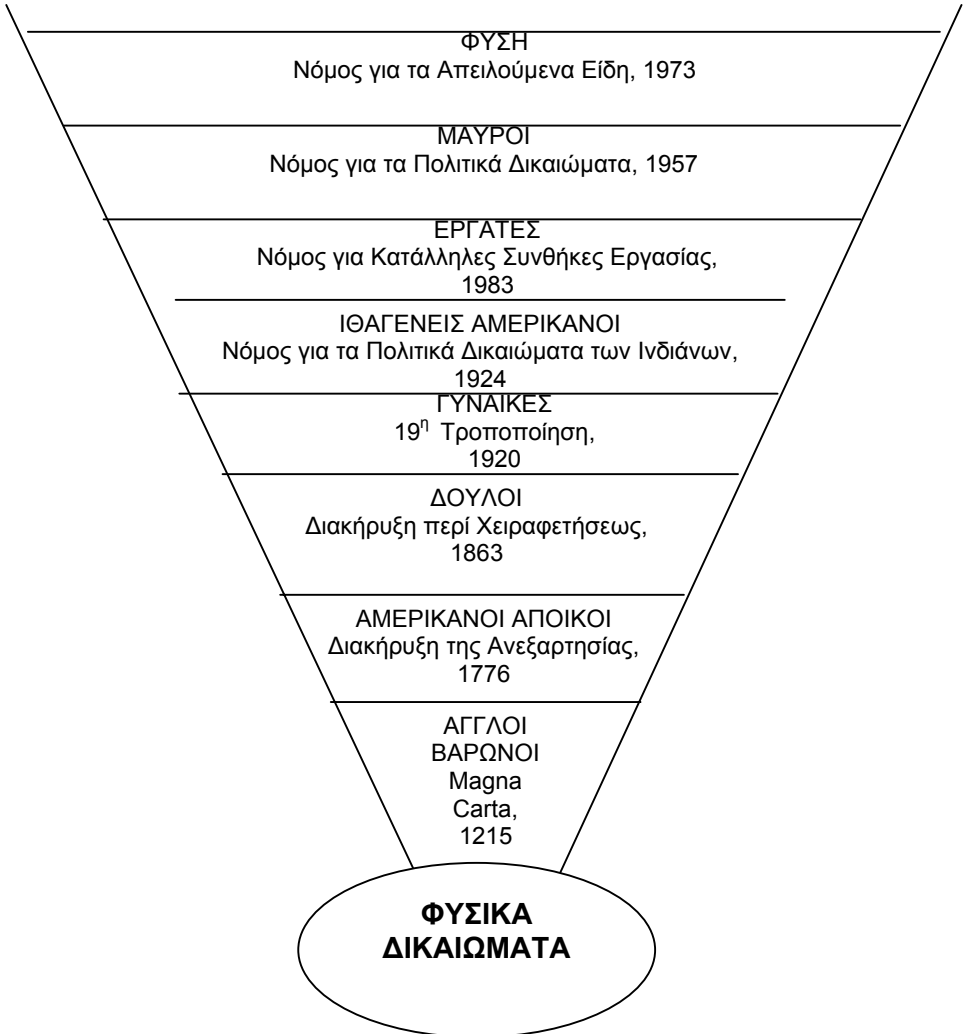 ΦΥΣΗ
Νόμος για τα Απειλούμενα Είδη, 1973
ΜΑΥΡΟΙ
Νόμος για τα Πολιτικά Δικαιώματα, 1957
ΕΡΓΑΤΕΣ
Νόμος για Κατάλληλες Συνθήκες Εργασίας,
1983
ΙΘΑΓΕΝΕΙΣ ΑΜΕΡΙΚΑΝΟΙ
Νόμος για τα Πολιτικά Δικαιώματα των Ινδιάνων,
1924
ΓΥΝΑΙΚΕΣ
19η Τροποποίηση,
1920
ΔΟΥΛΟΙ
Διακήρυξη περί Χειραφετήσεως,
1863
ΑΜΕΡΙΚΑΝΟΙ ΑΠΟΙΚΟΙ
Διακήρυξη της Ανεξαρτησίας,
1776
ΑΓΓΛΟΙ
ΒΑΡΩΝΟΙ
Magna
Carta,
1215
ΦΥΣΙΚΑ
ΔΙΚΑΙΩΜΑΤΑ